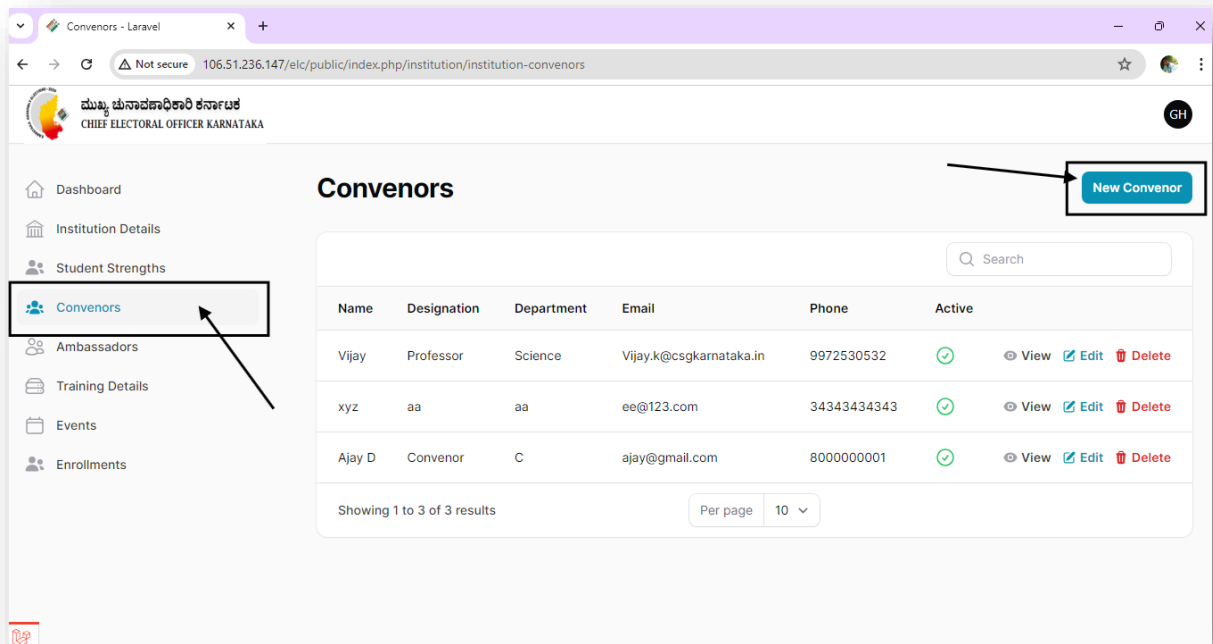 Convenors - Laravel
Not secure 106.51.236.147/elc/public/index.php/institution/institution-convenors
ಮುಖ್ಯ ಚುನಾವಣಾಧಿಕಾರಿ ಕರ್ನಾಟಕ
CHIEF ELECTORAL OFFICER KARNATAKA
GH
Dashboard
Institution Details
Student Strengths
Convenors
Ambassadors
Training Details
Events
Enrollments
Convenors
New Convenor
Search
Name Designation Department Email Phone Active
Vijay Professor Science Vijay.k@csgkarnataka.in 9972530532 View Edit Delete
xyz aa aa ee@123.com 34343434343 View Edit Delete
Ajay D Convenor C ajay@gmail.com 8000000001 View Edit Delete
Showing 1 to 3 of 3 results
Per page 10